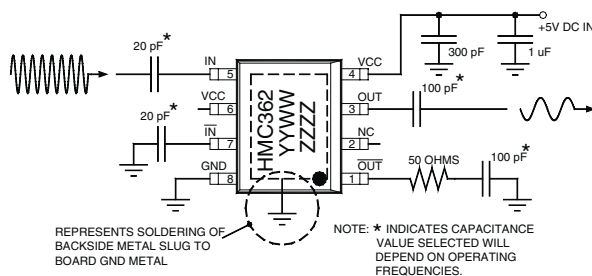 +5V DC IN
20 pF*
IN
5
4
VCC
300 pF
1 uF
VCC
6
3
OUT
100 pF*
20 pF*
IN
7
2
NC
GND
8
1
OUT
50 OHMS
100 pF*
HMC362
YYWW
ZZZZ
REPRESENTS SOLDERING OF
BACKSIDE METAL SLUG TO
BOARD GND METAL
NOTE: * INDICATES CAPACITANCE
VALUE SELECTED WILL
DEPEND ON OPERATING
FREQUENCIES.